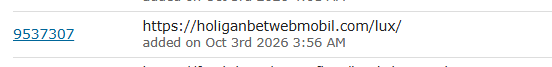 9537307
https://holiganbetwebmobil.com/lux/
added on Oct 3rd 2026 3:56 AM